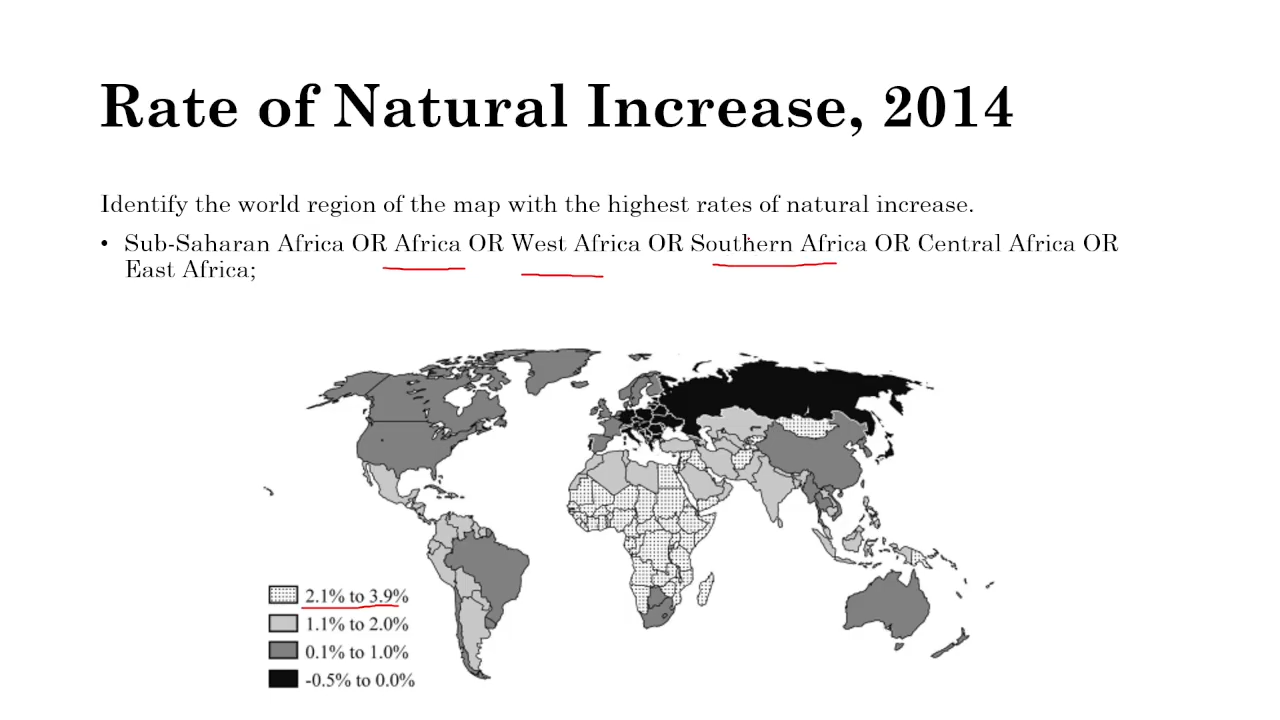 Rate of Natural Increase, 2014
Identify the world region of the map with the highest rates of natural increase.
• Sub-Saharan Africa OR Africa OR West Africa OR Southern Africa OR Central Africa OR
East Africa;
2.1% to 3.9%
1.1% to 2.0%
0.1% to 1.0%
-0.5% to 0.0%